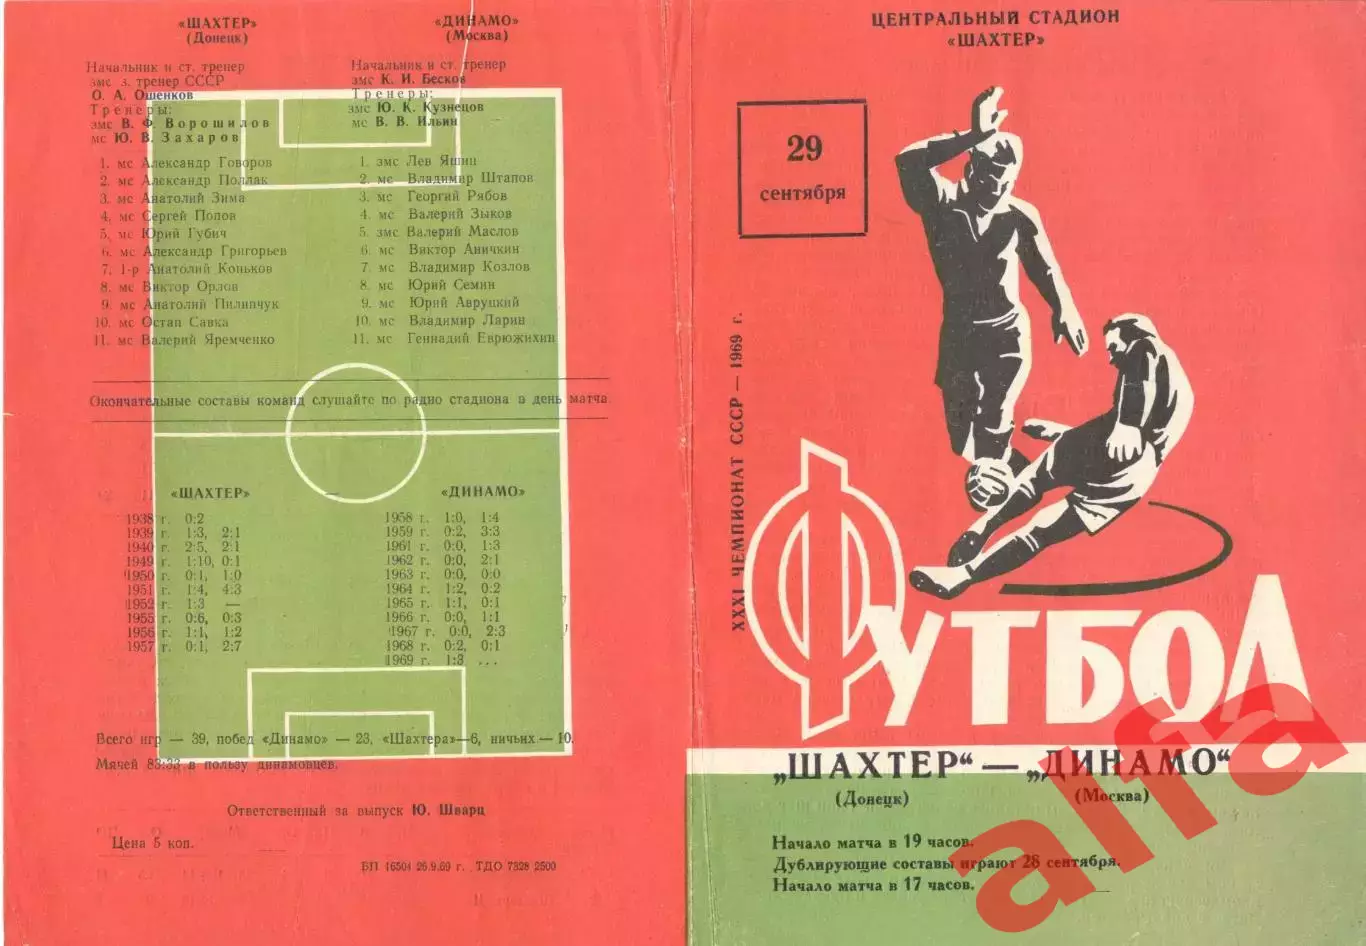 «ШАХТЕР»
(Донецк)
Начальник и ст. тренер
змс з. тренер СССР
О. А. Ошенков
Тренеры:
змс В. Ф. Ворошилов
мс Ю. В. Захаров
1. мс Александр Говоров
2. мс Александр Поллак
3. мс Анатолий Зима
4. мс Сергей Попов
5. мс Юрий Губич
6. мс Александр Григорьев
7. 1-р Анатолий Коньков
8. мс Виктор Орлов
9. мс Анатолий Пилипчук
10. мс Остап Савка
11. мс Валерий Яремченко
«ДИНАМО»
(Москва)
Начальник и ст. тренер
змс К. И. Бесков
Тренеры:
змс Ю. К. Кузнецов
мс В. В. Ильин
1. змс Лев Яшин
2. мс Владимир Штапов
3. мс Георгий Рябов
4. мс Валерий Зыков
5. змс Валерий Маслов
6. мс Виктор Аничкин
7. мс Владимир Козлов
8. мс Юрий Семин
9. мс Юрий Авруцкий
10. мс Владимир Ларин
11. мс Геннадий Еврюжихин
Окончательные составы команд слушайте по радио стадиона в день матча.
«ШАХТЕР» — «ДИНАМО»
1938 г. 0:2
1939 г. 1:3, 2:1
1940 г. 2:5, 2:1
1949 г. 1:10, 0:1
1950 г. 0:1, 1:0
1951 г. 1:4, 4:3
1952 г. 1:3 —
1955 г. 0:6, 0:3
1956 г. 1:1, 1:2
1957 г. 0:1, 2:7
1958 г. 1:0, 1:4
1959 г. 0:2, 3:3
1961 г. 0:0, 1:3
1962 г. 0:0, 2:1
1963 г. 0:0, 0:0
1964 г. 1:2, 0:2
1965 г. 1:1, 0:1
1966 г. 0:0, 1:1
1967 г. 0:0, 2:3
1968 г. 0:2, 0:1
1969 г. 1:3 ...
Всего игр — 39, побед «Динамо» — 23, «Шахтера»—6, ничьих — 10.
Мячей 83:33 в пользу динамовцев.
Ответственный за выпуск Ю. Шварц
Цена 5 коп.
БП 16504 26.9.69 г. ТДО 7328 2500
ЦЕНТРАЛЬНЫЙ СТАДИОН
«ШАХТЕР»
29
сентября
XXXI ЧЕМПИОНАТ СССР — 1969 г.
ФУТБОЛ
„ШАХТЕР“ — „ДИНАМО“
(Донецк) (Москва)
Начало матча в 19 часов.
Дублирующие составы играют 28 сентября.
Начало матча в 17 часов.
alfa